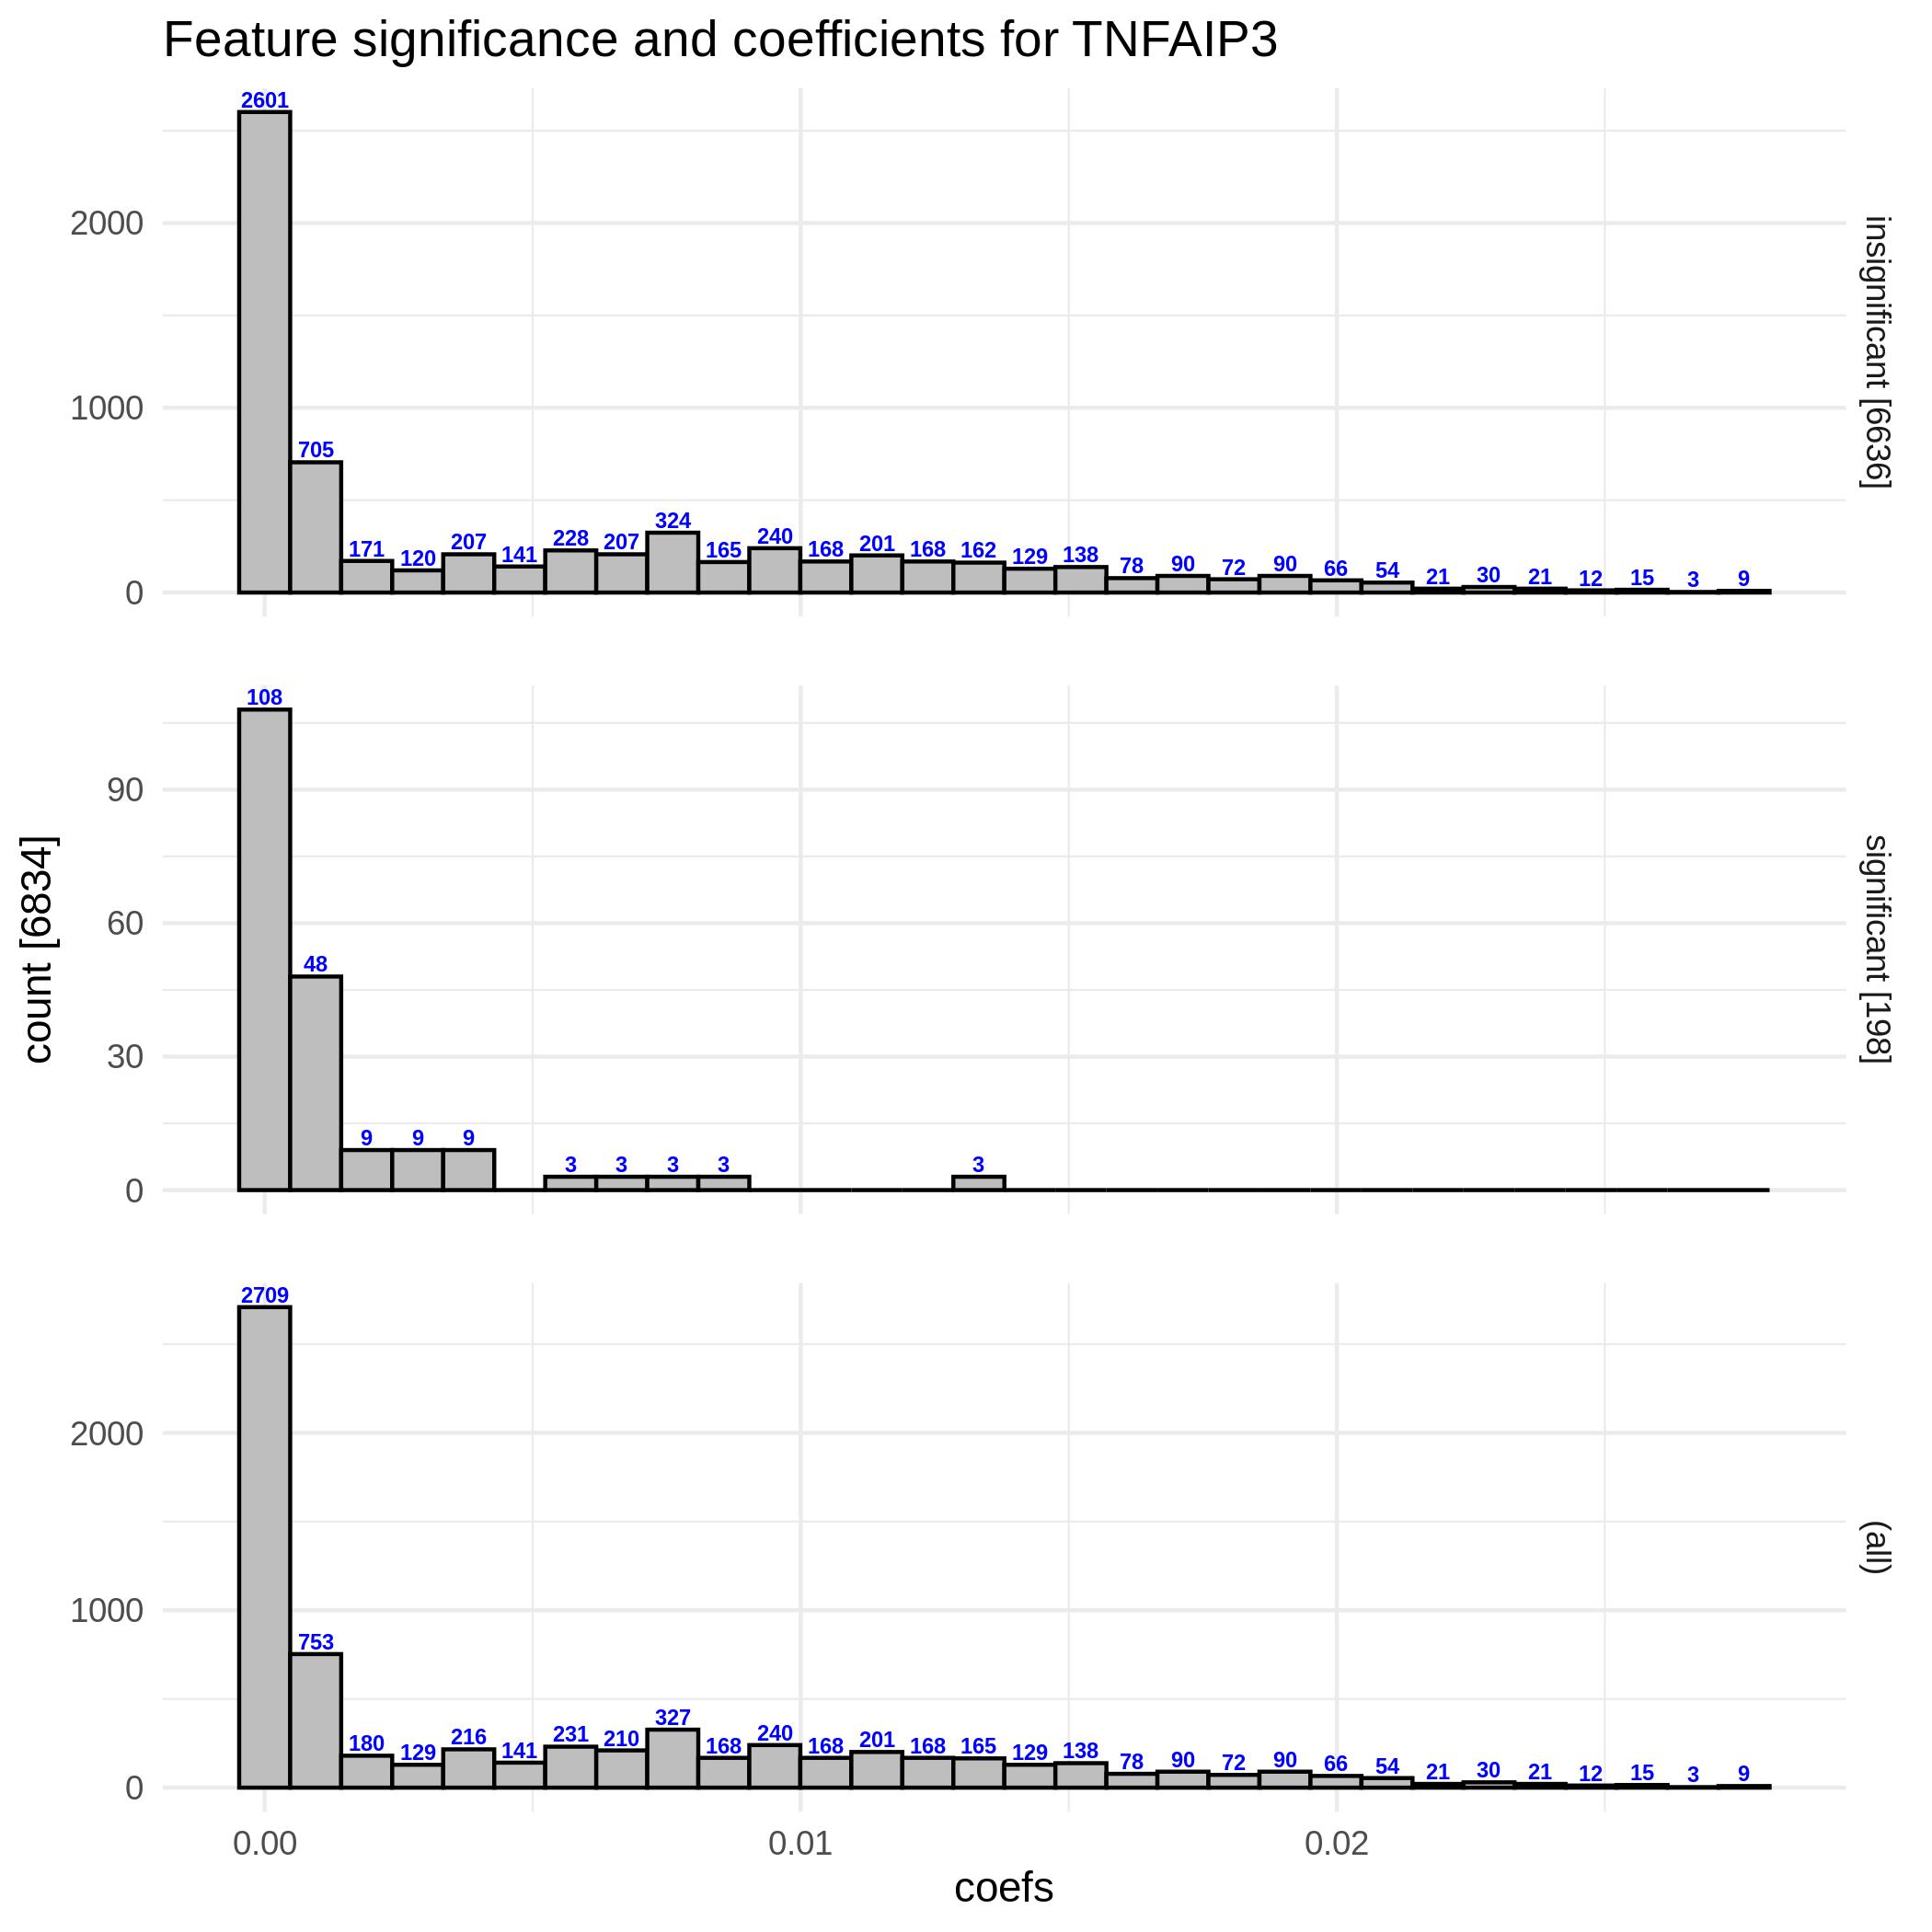 Feature significance and coefficients for TNFAIP3
2601
705
171 120 207 141 228 207 324 165 240 168 201 168 162 129 138 78 90 72 90 66 54 21 30 21 12 15 3 9
2000
1000
0
insignificant [6636]
108
48
9 9 9 3 3 3 3 3
90
60
30
0
significant [198]
count [6834]
2709
753
180 129 216 141 231 210 327 168 240 168 201 168 165 129 138 78 90 72 90 66 54 21 30 21 12 15 3 9
2000
1000
0
(all)
0.00 0.01 0.02
coefs